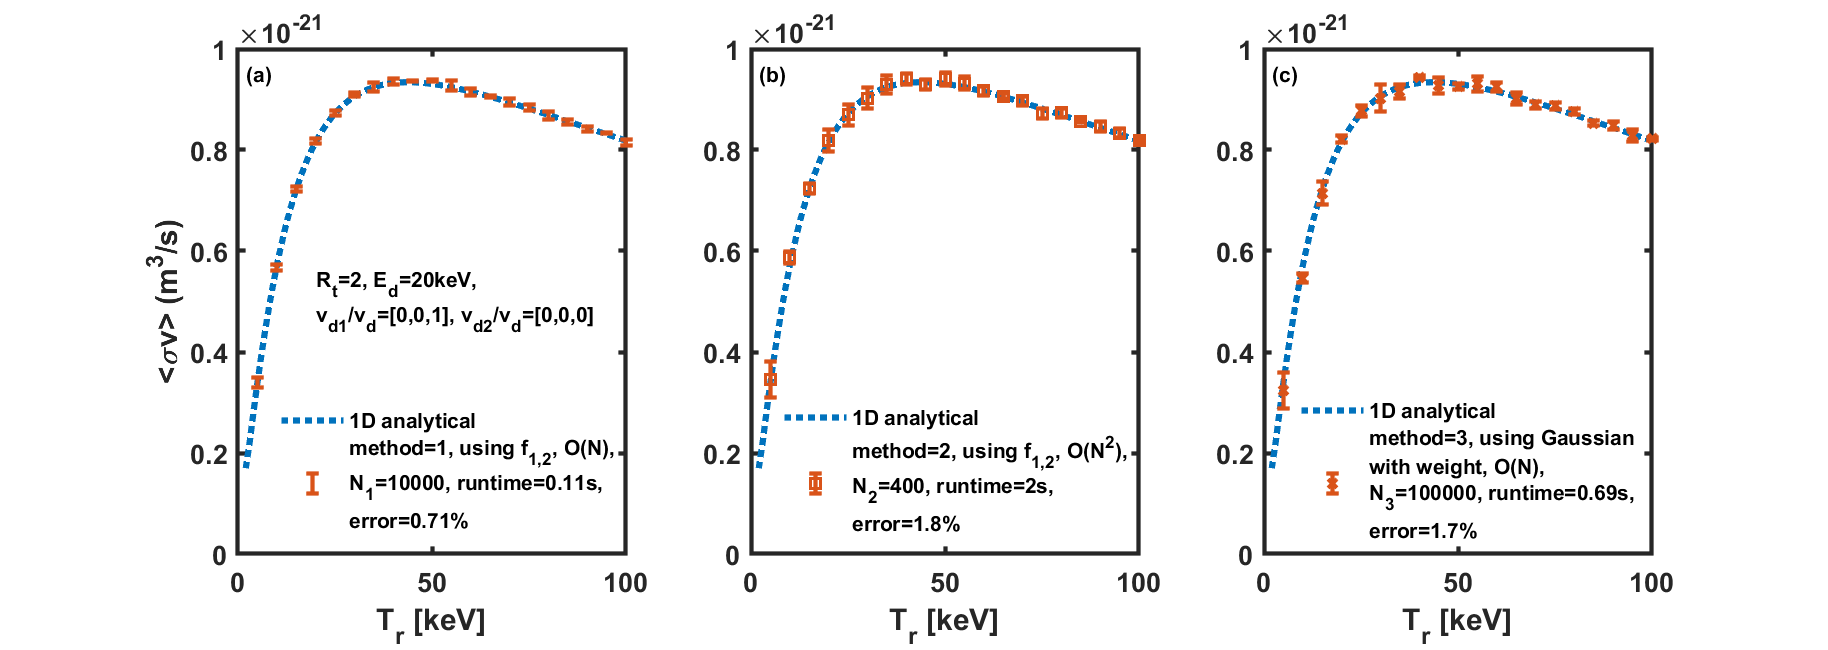 ×10^-21
(a)
1
0.8
0.6
0.4
0.2
0
<σv> (m^3/s)
R_t=2, E_d=20keV,
v_d1/v_d=[0,0,1], v_d2/v_d=[0,0,0]
1D analytical
method=1, using f_1,2, O(N),
N_1=10000, runtime=0.11s,
error=0.71%
0 50 100
T_r [keV]
×10^-21
(b)
1
0.8
0.6
0.4
0.2
0
1D analytical
method=2, using f_1,2, O(N^2),
N_2=400, runtime=2s,
error=1.8%
0 50 100
T_r [keV]
×10^-21
(c)
1
0.8
0.6
0.4
0.2
0
1D analytical
method=3, using Gaussian
with weight, O(N),
N_3=100000, runtime=0.69s,
error=1.7%
0 50 100
T_r [keV]